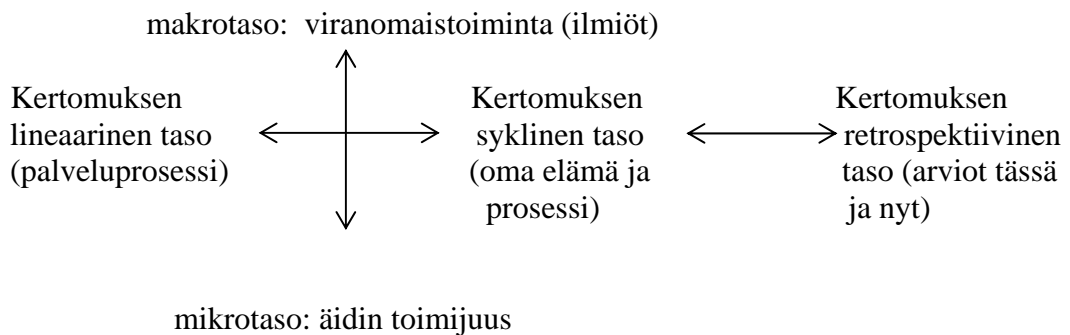 makrotaso: viranomaistoiminta (ilmiöt)
Kertomuksen
lineaarinen taso
(palveluprosessi)
Kertomuksen
syklinen taso
(oma elämä ja
prosessi)
Kertomuksen
retrospektiivinen
taso (arviot tässä
ja nyt)
mikrotaso: äidin toimijuus